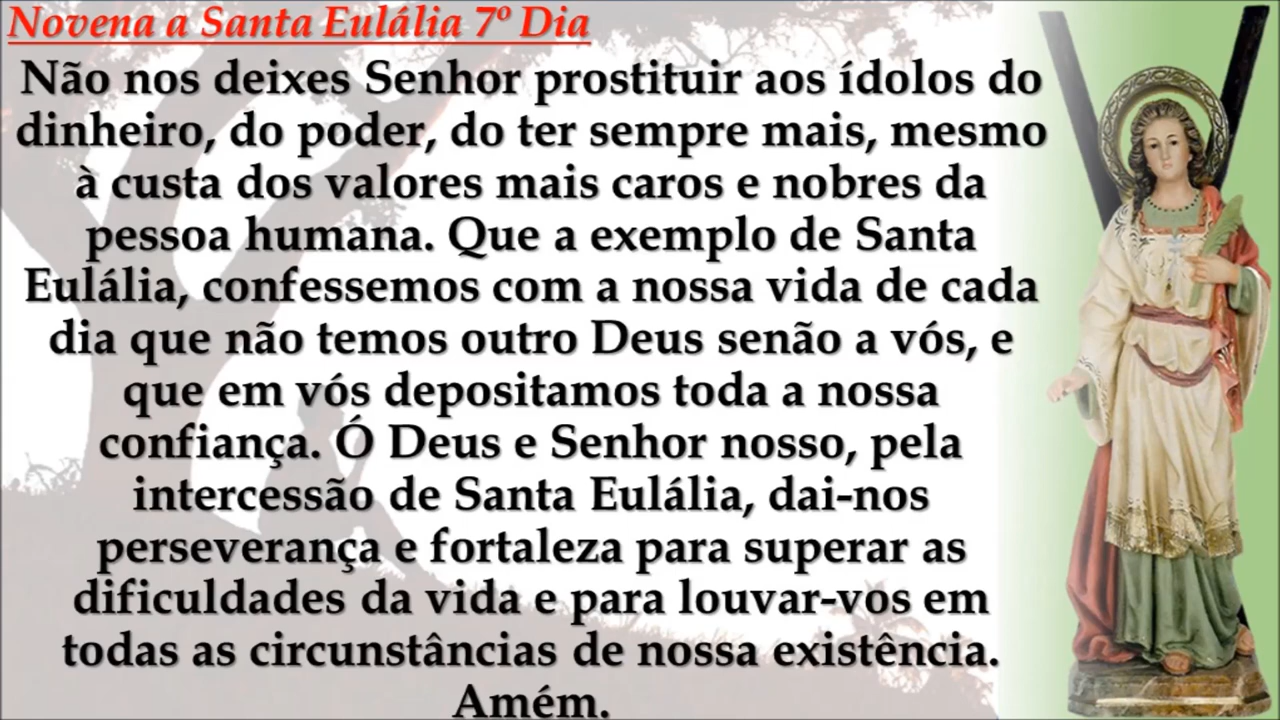 Novena a Santa Eulália 7º Dia
Não nos deixes Senhor prostituir aos ídolos do
dinheiro, do poder, do ter sempre mais, mesmo
à custa dos valores mais caros e nobres da
pessoa humana. Que a exemplo de Santa
Eulália, confessemos com a nossa vida de cada
dia que não temos outro Deus senão a vós, e
que em vós depositamos toda a nossa
confiança. Ó Deus e Senhor nosso, pela
intercessão de Santa Eulália, dai-nos
perseverança e fortaleza para superar as
dificuldades da vida e para louvar-vos em
todas as circunstâncias de nossa existência.
Amém.